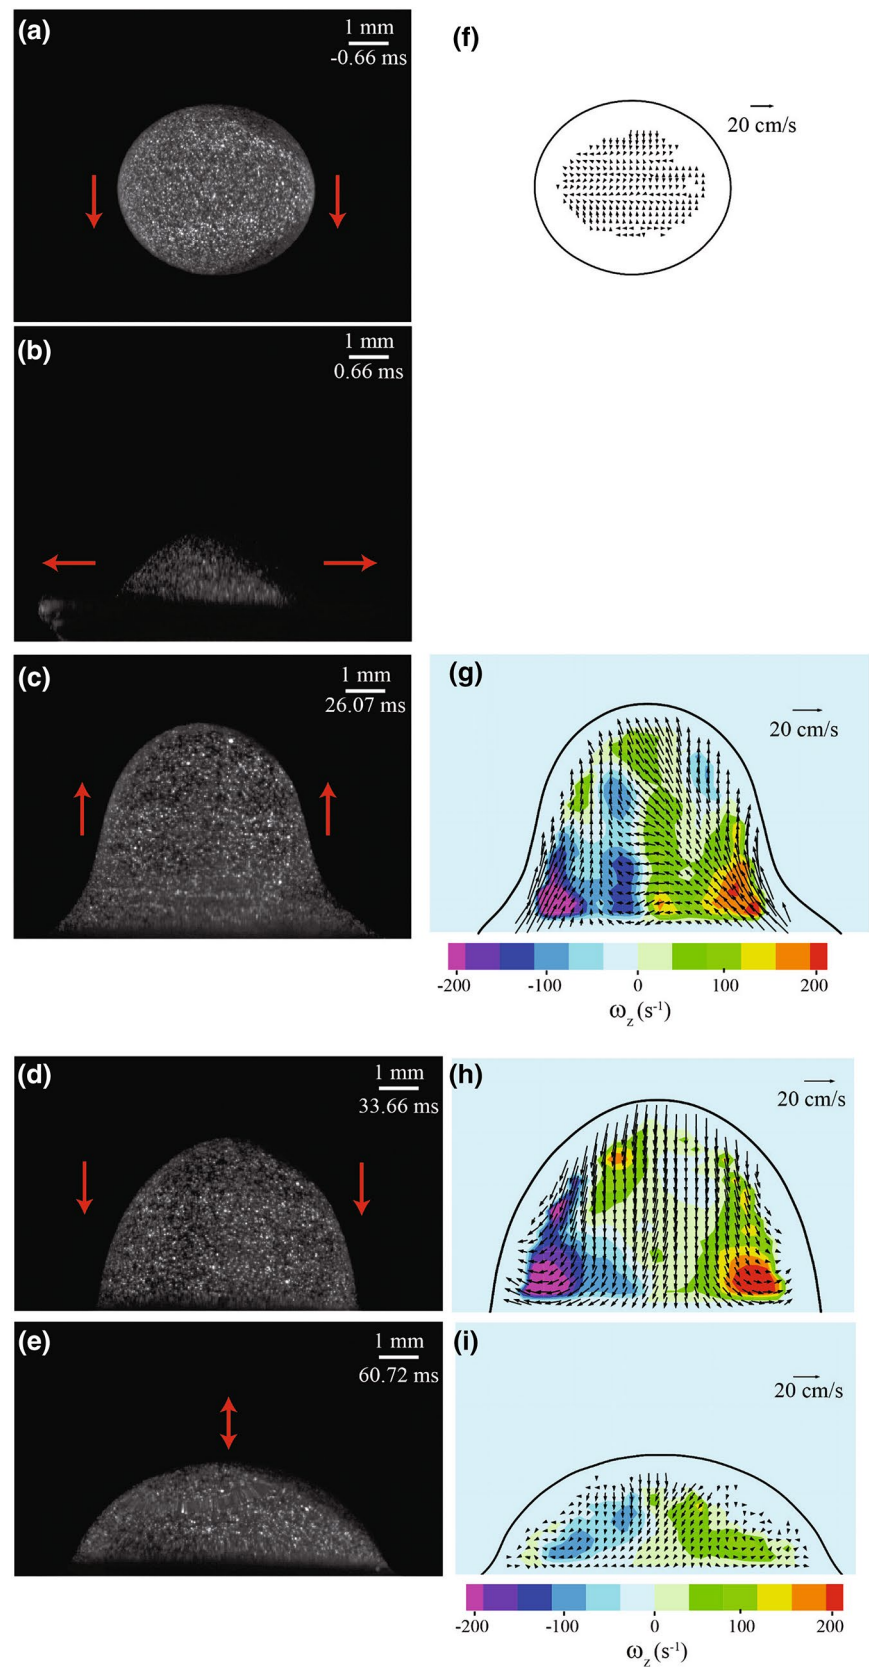 (a)
1 mm
-0.66 ms
(f)
20 cm/s
(b)
1 mm
0.66 ms
(c)
1 mm
26.07 ms
(g)
20 cm/s
-200 -100 0 100 200
ωz (s-1)
(d)
1 mm
33.66 ms
(h)
20 cm/s
(e)
1 mm
60.72 ms
(i)
20 cm/s
-200 -100 0 100 200
ωz (s-1)